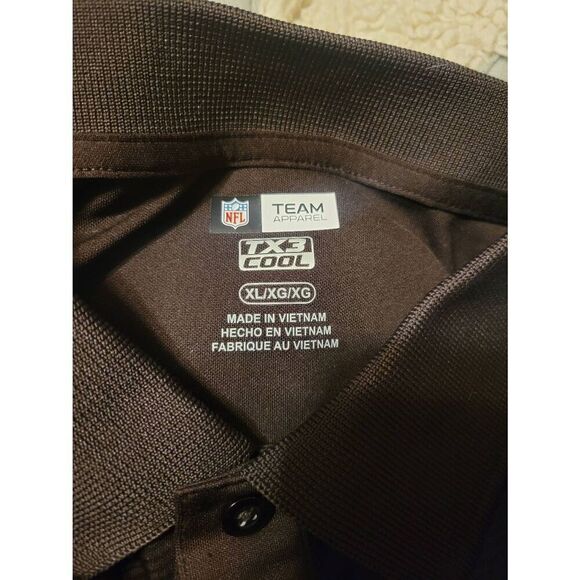 NFL TEAM
APPAREL
TX3
COOL
XL/XG/XG
MADE IN VIETNAM
HECHO EN VIETNAM
FABRIQUE AU VIETNAM